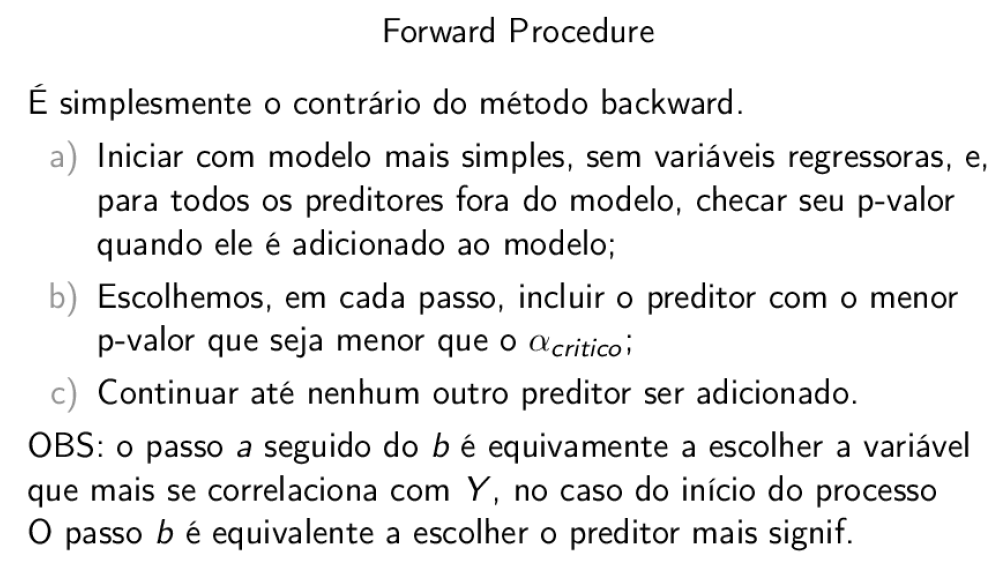 Forward Procedure
É simplesmente o contrário do método backward.
a) Iniciar com modelo mais simples, sem variáveis regressoras, e,
para todos os preditores fora do modelo, checar seu p-valor
quando ele é adicionado ao modelo;
b) Escolhemos, em cada passo, incluir o preditor com o menor
p-valor que seja menor que o α_critico;
c) Continuar até nenhum outro preditor ser adicionado.
OBS: o passo a seguido do b é equivamente a escolher a variável
que mais se correlaciona com Y, no caso do início do processo
O passo b é equivalente a escolher o preditor mais signif.